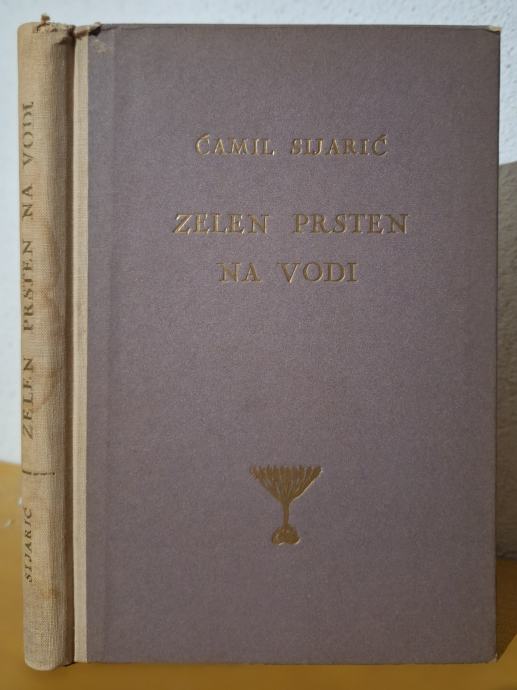 ĆAMIL SIJARIĆ
ZELEN PRSTEN
NA VODI
SIJARIĆ | ZELEN PRSTEN NA VODI